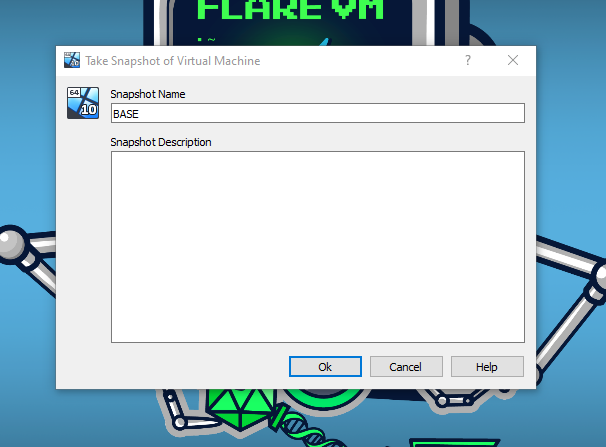 FLARE VM
Take Snapshot of Virtual Machine
?
64
10
Snapshot Name
BASE
Snapshot Description
Ok
Cancel
Help